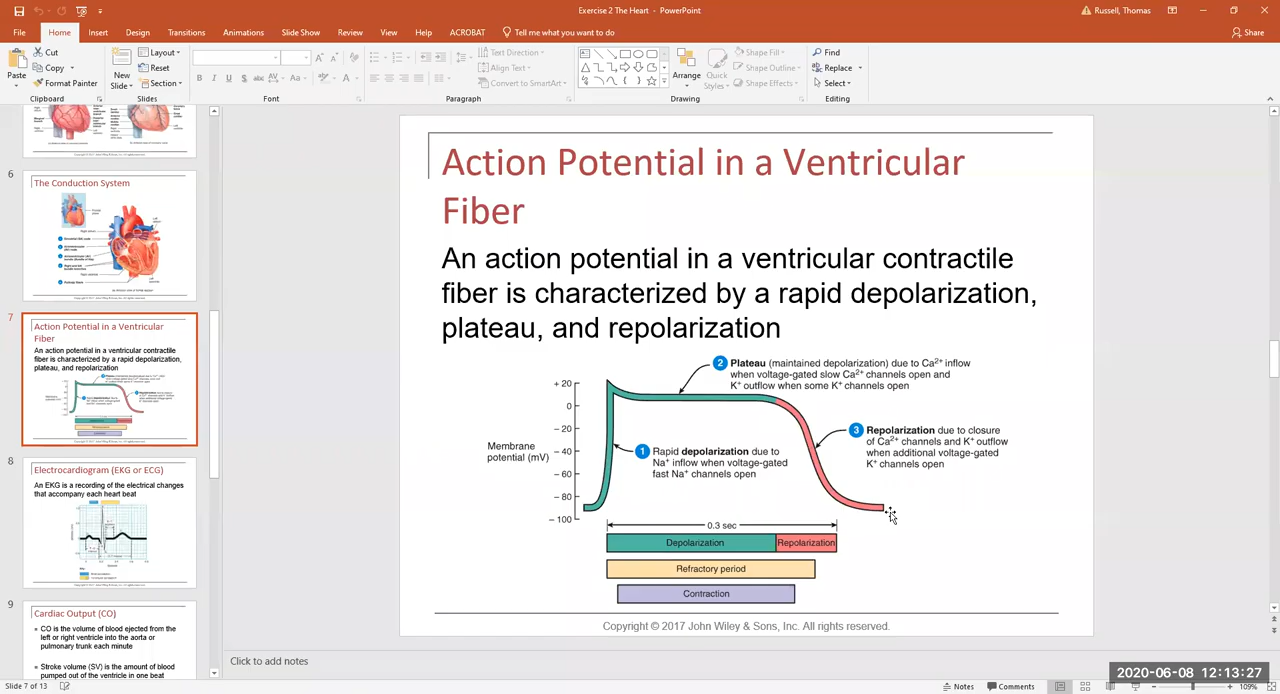 Exercise 2 The Heart - PowerPoint
Russell, Thomas
File Home Insert Design Transitions Animations Slide Show Review View Help ACROBAT Tell me what you want to do
Share
Paste
Cut
Copy
Format Painter
Clipboard
New
Slide
Layout
Reset
Section
Slides
Font
Text Direction
Align Text
Convert to SmartArt
Paragraph
Arrange
Quick
Styles
Shape Fill
Shape Outline
Shape Effects
Drawing
Find
Replace
Select
Editing
6
The Conduction System
7
Action Potential in a Ventricular
Fiber
An action potential in a ventricular contractile
fiber is characterized by a rapid depolarization,
plateau, and repolarization
8
Electrocardiogram (EKG or ECG)
An EKG is a recording of the electrical changes
that accompany each heart beat
9
Cardiac Output (CO)
CO is the volume of blood ejected from the
left or right ventricle into the aorta or
pulmonary trunk each minute
Stroke volume (SV) is the amount of blood
pumped out of the ventricle in one beat
Action Potential in a Ventricular
Fiber
An action potential in a ventricular contractile
fiber is characterized by a rapid depolarization,
plateau, and repolarization
2 Plateau (maintained depolarization) due to Ca2+ inflow
when voltage-gated slow Ca2+ channels open and
K+ outflow when some K+ channels open
+ 20
0
– 20
– 40
– 60
– 80
– 100
Membrane
potential (mV)
1 Rapid depolarization due to
Na+ inflow when voltage-gated
fast Na+ channels open
3 Repolarization due to closure
of Ca2+ channels and K+ outflow
when additional voltage-gated
K+ channels open
0.3 sec
Depolarization Repolarization
Refractory period
Contraction
Copyright © 2017 John Wiley & Sons, Inc. All rights reserved.
Click to add notes
Slide 7 of 13
Notes Comments
109%
2020-06-08 12:13:27